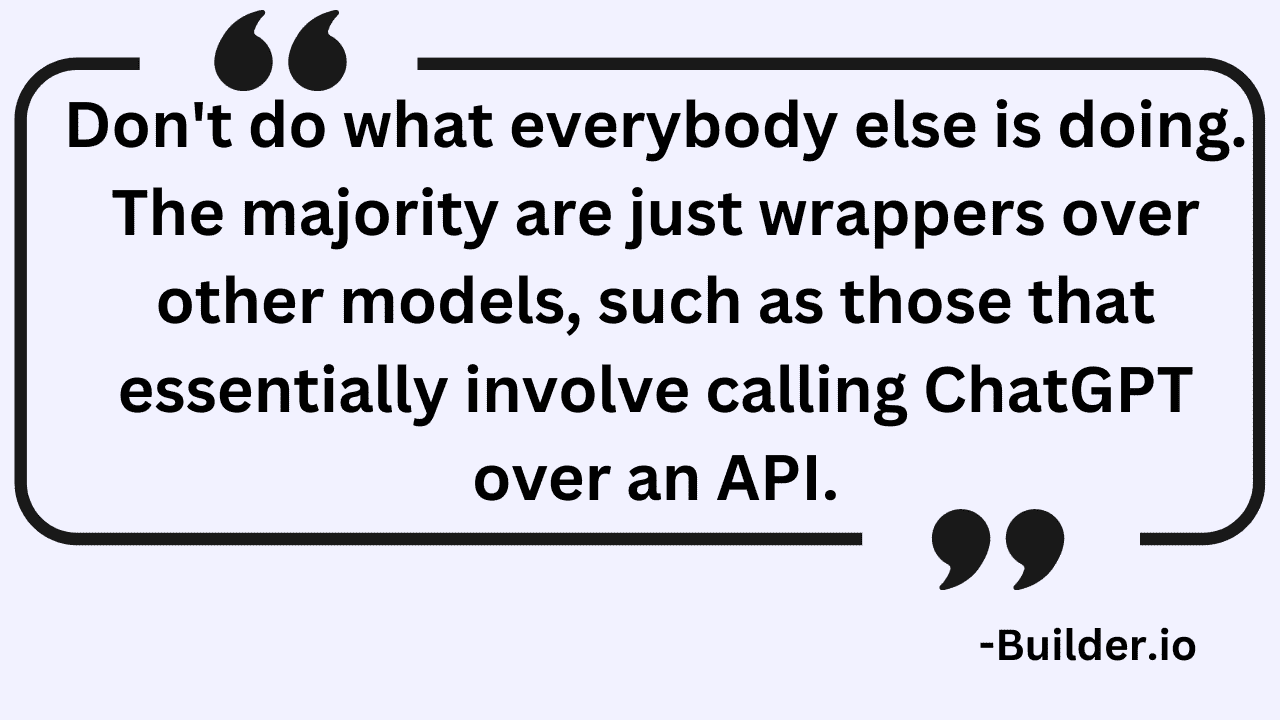 Don't do what everybody else is doing.
The majority are just wrappers over
other models, such as those that
essentially involve calling ChatGPT
over an API.
-Builder.io